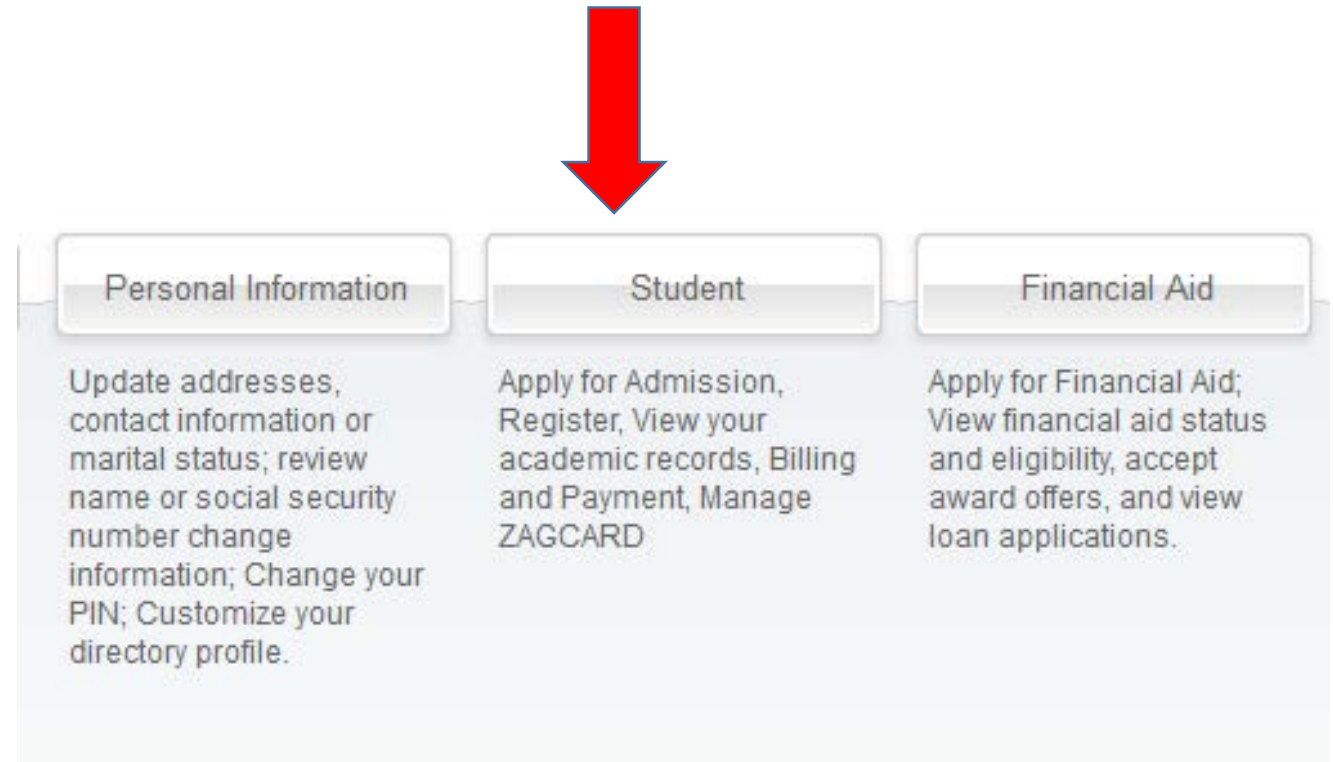 Personal Information
Update addresses,
contact information or
marital status; review
name or social security
number change
information; Change your
PIN; Customize your
directory profile.
Student
Apply for Admission,
Register, View your
academic records, Billing
and Payment, Manage
ZAGCARD
Financial Aid
Apply for Financial Aid;
View financial aid status
and eligibility, accept
award offers, and view
loan applications.